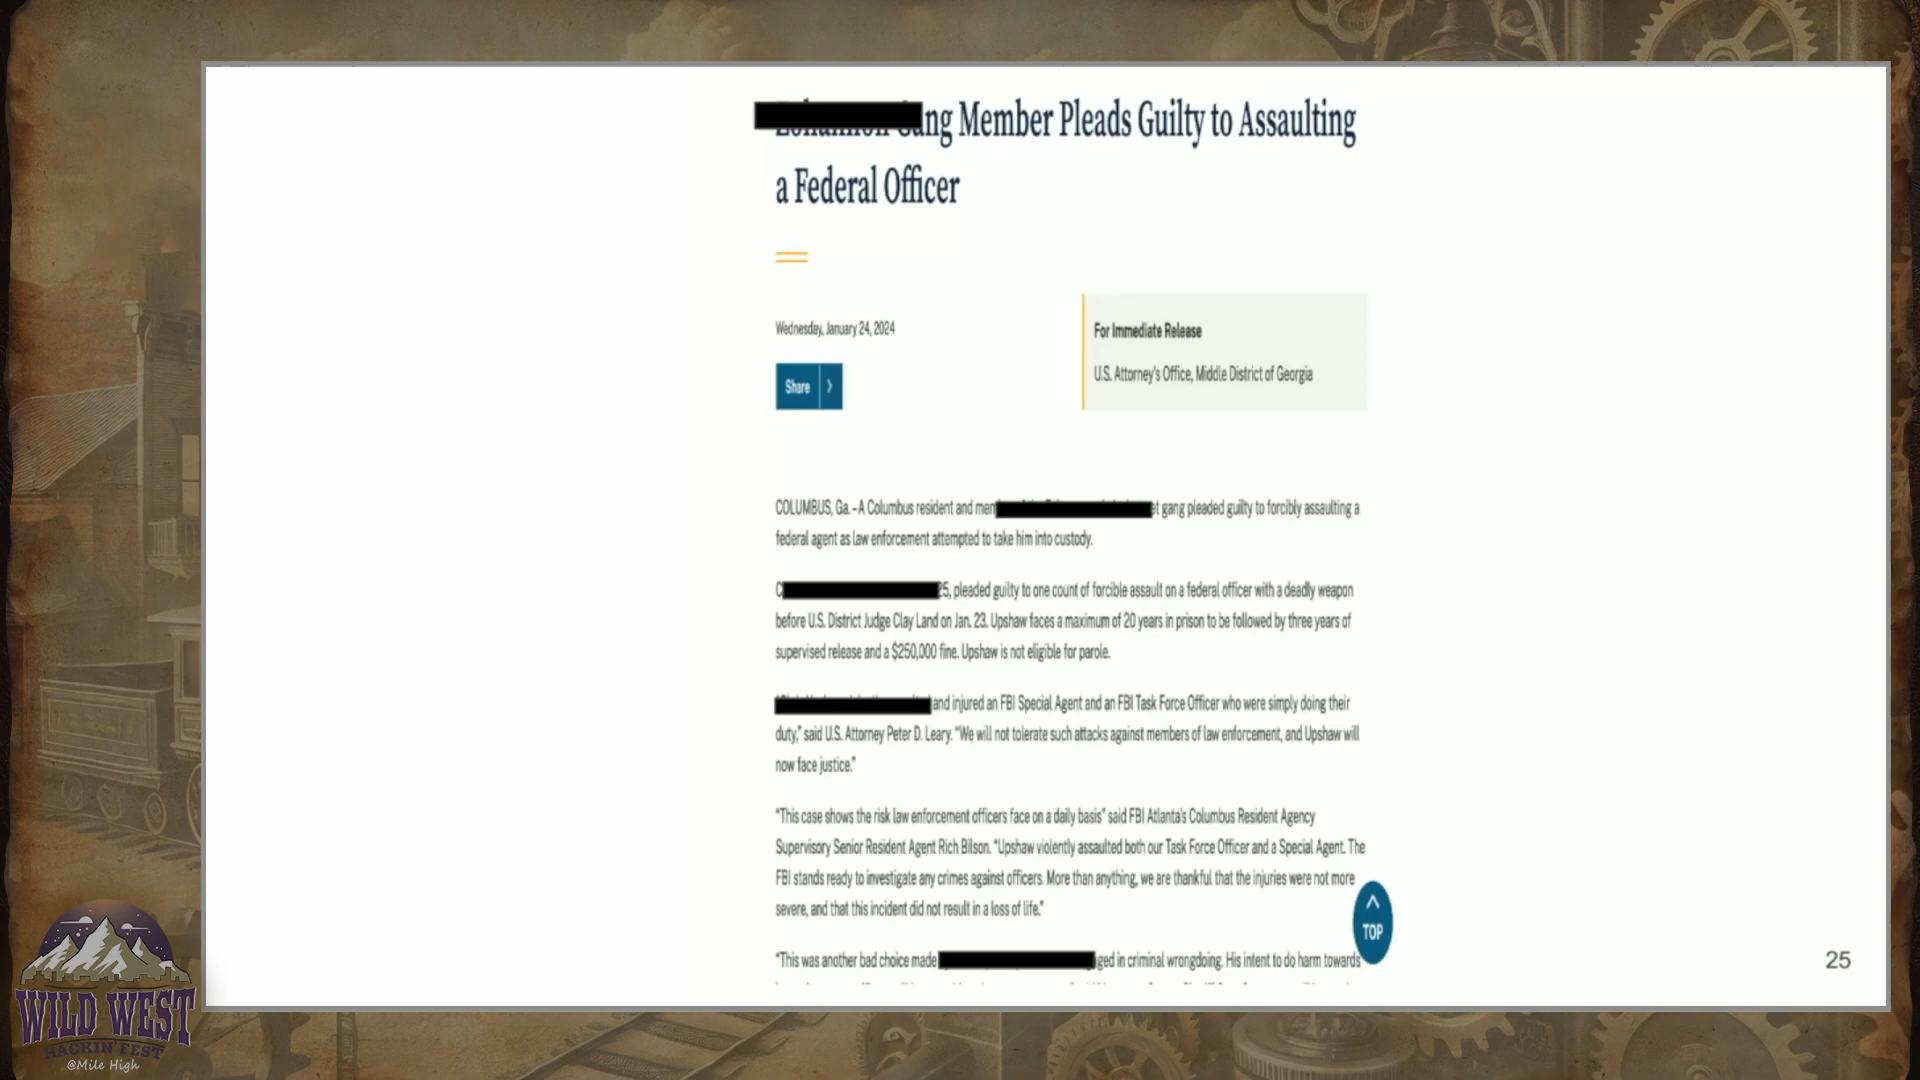 ng Member Pleads Guilty to Assaulting
a Federal Officer
Wednesday, January 24, 2024
For Immediate Release
U.S. Attorney's Office, Middle District of Georgia
Share
COLUMBUS, Ga. – A Columbus resident and mem gang pleaded guilty to forcibly assaulting a
federal agent as law enforcement attempted to take him into custody.
25, pleaded guilty to one count of forcible assault on a federal officer with a deadly weapon
before U.S. District Judge Clay Land on Jan. 23. Upshaw faces a maximum of 20 years in prison to be followed by three years of
supervised release and a $250,000 fine. Upshaw is not eligible for parole.
and injured an FBI Special Agent and an FBI Task Force Officer who were simply doing their
duty," said U.S. Attorney Peter D. Leary. "We will not tolerate such attacks against members of law enforcement, and Upshaw will
now face justice."
"This case shows the risk law enforcement officers face on a daily basis" said FBI Atlanta's Columbus Resident Agency
Supervisory Senior Resident Agent Rich Bilson. "Upshaw violently assaulted both our Task Force Officer and a Special Agent. The
FBI stands ready to investigate any crimes against officers. More than anything, we are thankful that the injuries were not more
severe, and that this incident did not result in a loss of life."
TOP
"This was another bad choice made ged in criminal wrongdoing. His intent to do harm towards
25
WILD WEST
HACKIN' FEST
@Mile High